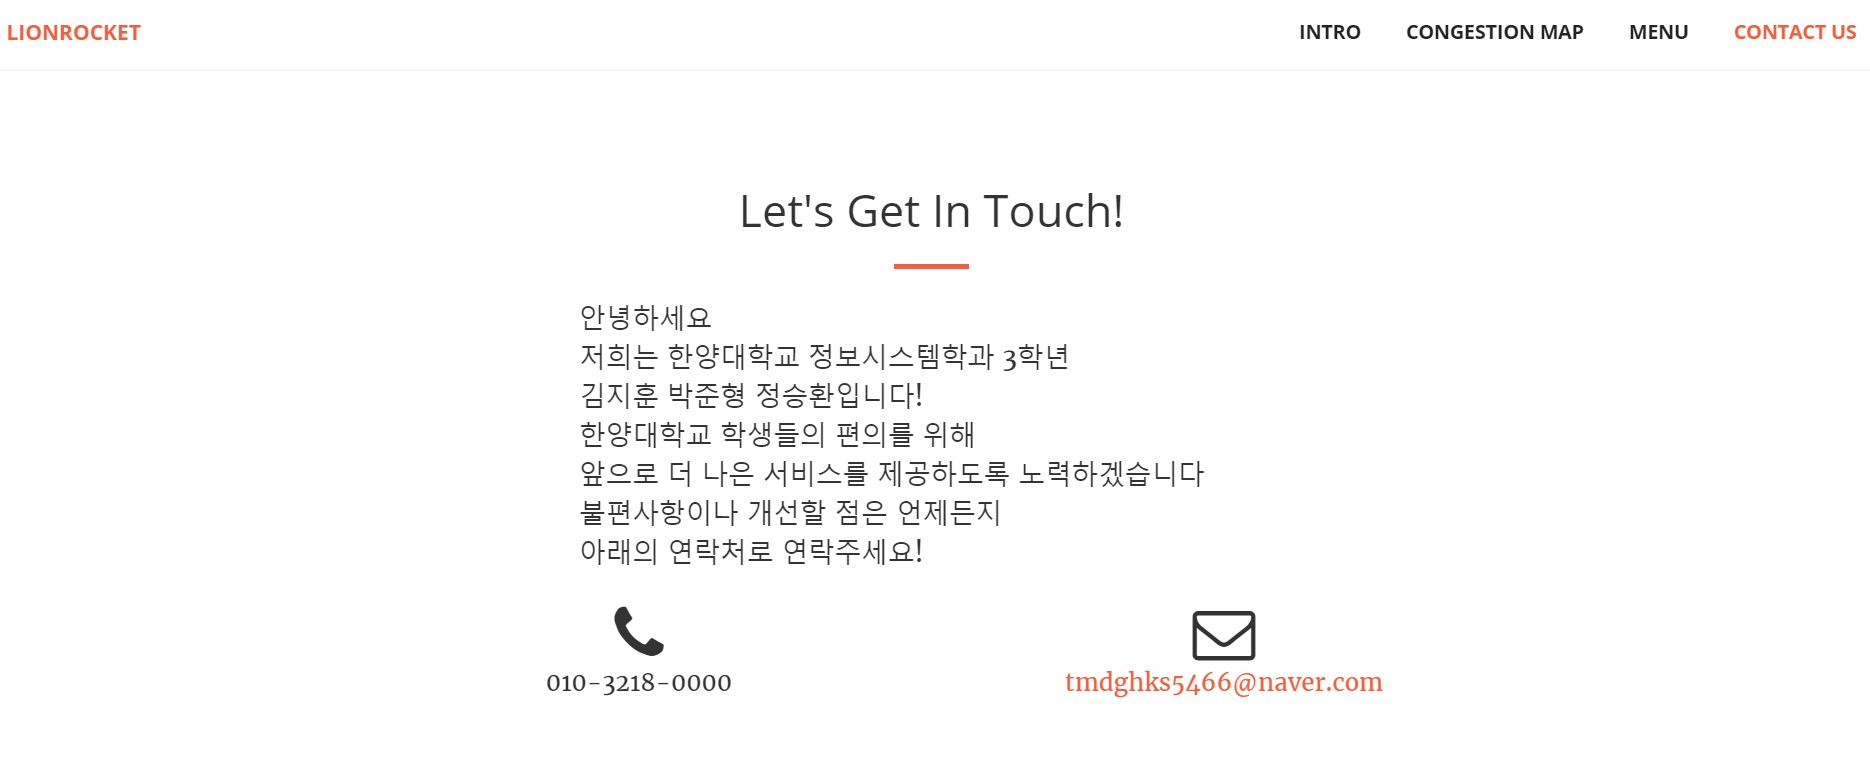 LIONROCKET
INTRO CONGESTION MAP MENU CONTACT US
Let's Get In Touch!
안녕하세요
저희는 한양대학교 정보시스템학과 3학년
김지훈 박준형 정승환입니다!
한양대학교 학생들의 편의를 위해
앞으로 더 나은 서비스를 제공하도록 노력하겠습니다
불편사항이나 개선할 점은 언제든지
아래의 연락처로 연락주세요!
010-3218-0000
tmdghks5466@naver.com